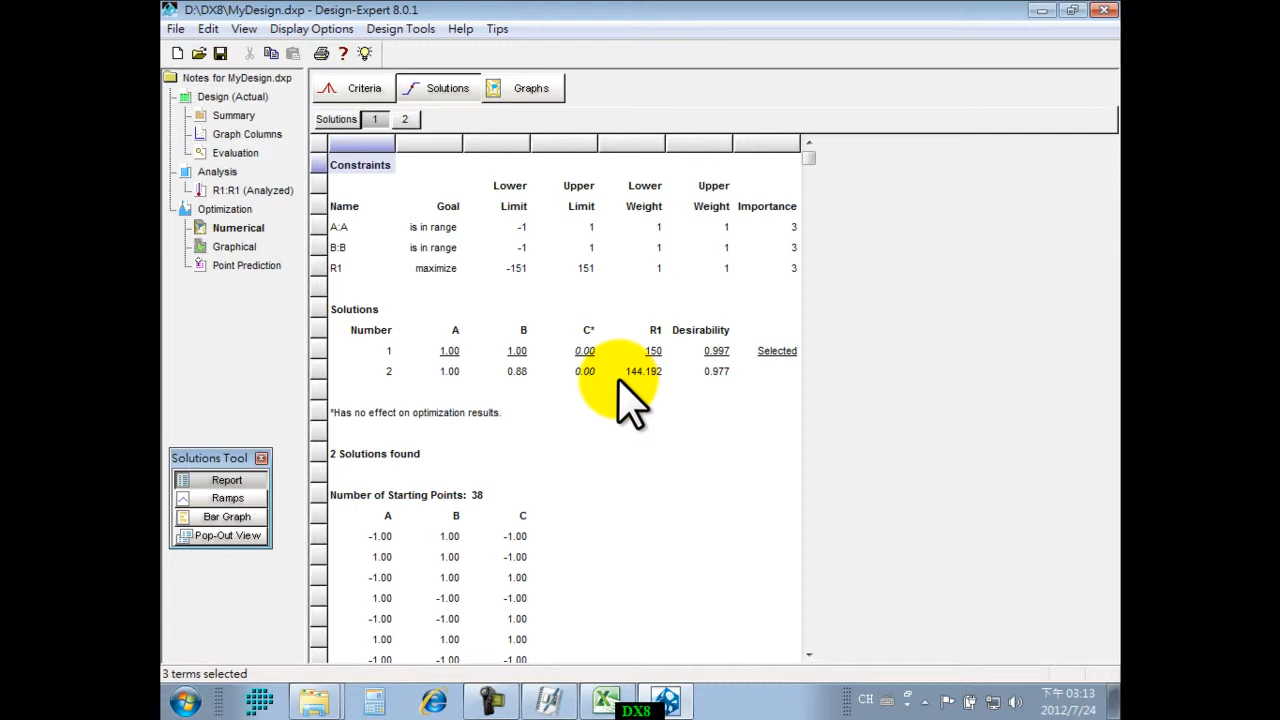 D:\DX8\MyDesign.dxp - Design-Expert 8.0.1
File Edit View Display Options Design Tools Help Tips
Notes for MyDesign.dxp
Design (Actual)
Summary
Graph Columns
Evaluation
Analysis
R1:R1 (Analyzed)
Optimization
Numerical
Graphical
Point Prediction
Criteria Solutions Graphs
Solutions 1 2
Constraints
Lower Upper Lower Upper
Name Goal Limit Limit Weight Weight Importance
A:A is in range -1 1 1 1 3
B:B is in range -1 1 1 1 3
R1 maximize -151 151 1 1 3
Solutions
Number A B C* R1 Desirability
1 1.00 1.00 0.00 150 0.997 Selected
2 1.00 0.88 0.00 144.192 0.977
*Has no effect on optimization results.
2 Solutions found
Number of Starting Points: 38
A B C
-1.00 1.00 -1.00
1.00 1.00 -1.00
-1.00 1.00 1.00
1.00 -1.00 -1.00
-1.00 -1.00 1.00
1.00 1.00 1.00
-1.00 -1.00 -1.00
Solutions Tool
Report
Ramps
Bar Graph
Pop-Out View
3 terms selected
DX8
CH
下午 03:13
2012/7/24